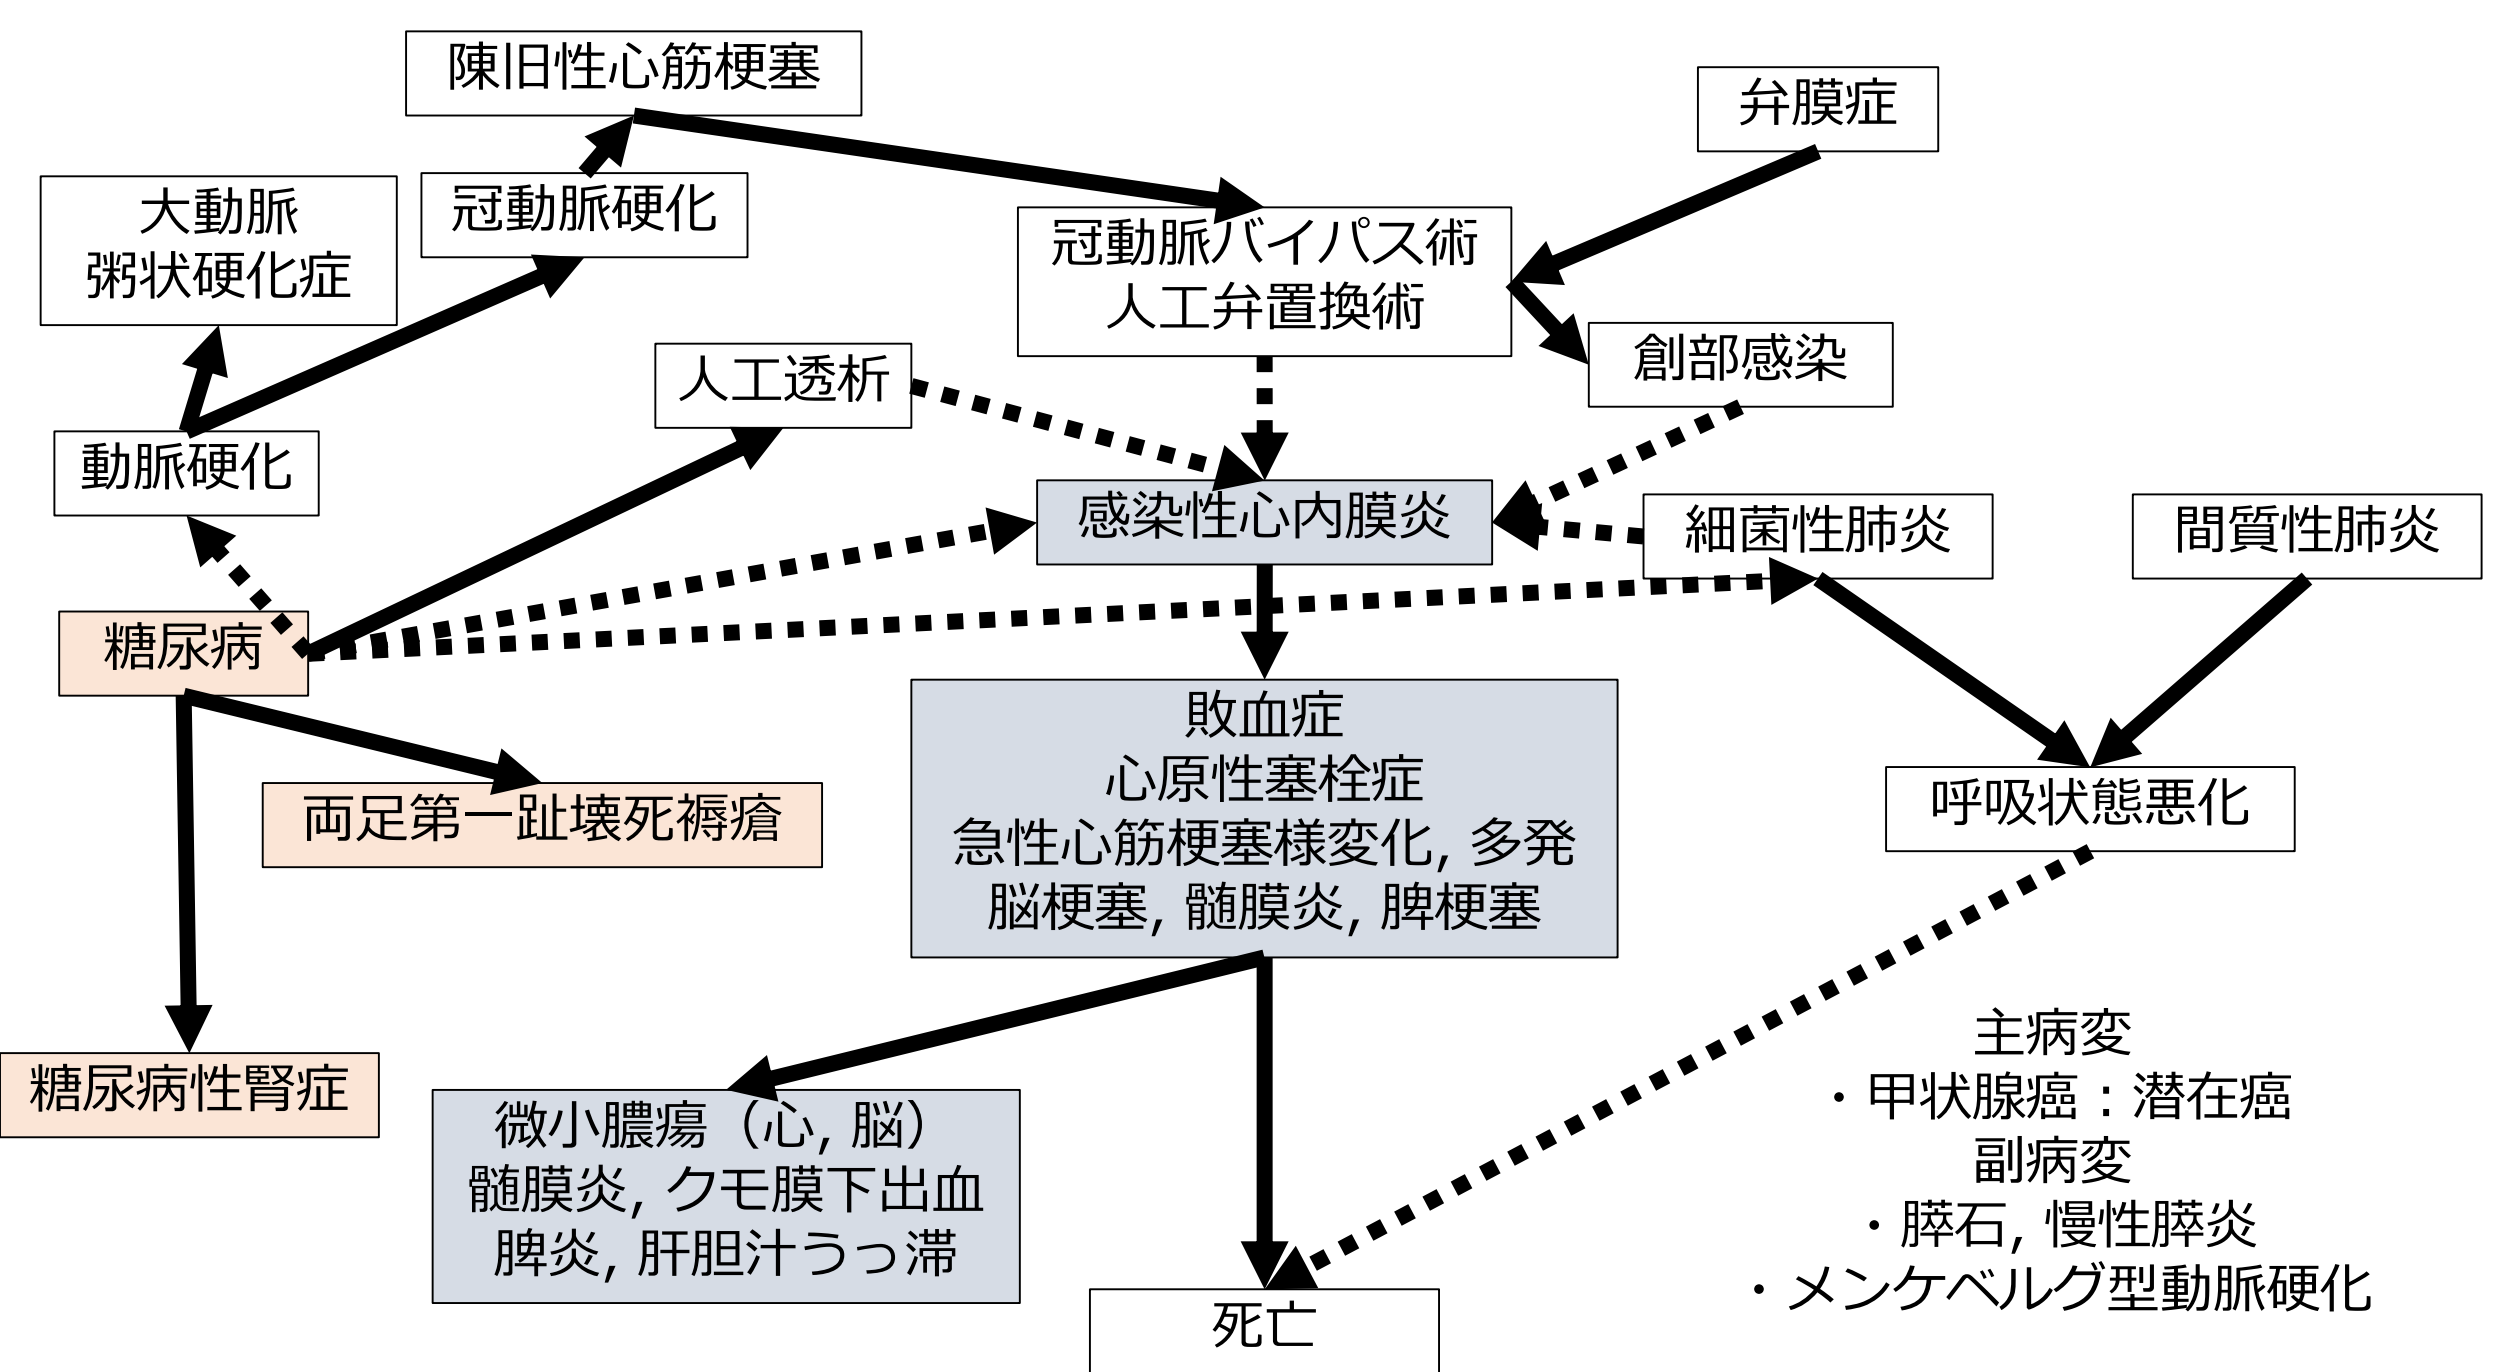 陳旧性心筋梗塞
弁膜症
大動脈
粥状硬化症
冠動脈硬化
冠動脈バイパス術
人工弁置換術
創部感染
人工透析
動脈硬化
感染性心内膜炎
細菌性肺炎
間質性肺炎
糖尿病
敗血症
心原性塞栓症
急性心筋梗塞変化, 多発
脳梗塞, 髄膜炎, 脾梗塞
両足第一趾壊死切断痕
呼吸状態悪化
糖尿病性腎症
微小膿瘍（心, 脳）
髄膜炎, クモ膜下出血
脾炎, 肝胆汁うっ滞
死亡
主病変
・甲状腺癌：潜在癌
副病変
・膵石, 慢性膵炎
・メンケベルク型動脈硬化